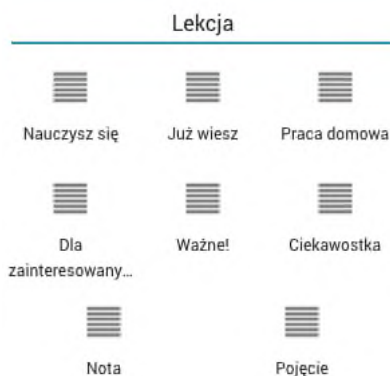 Lekcja
Nauczysz się Już wiesz Praca domowa
Dla Ważne! Ciekawostka
zainteresowany...
Nota Pojęcie